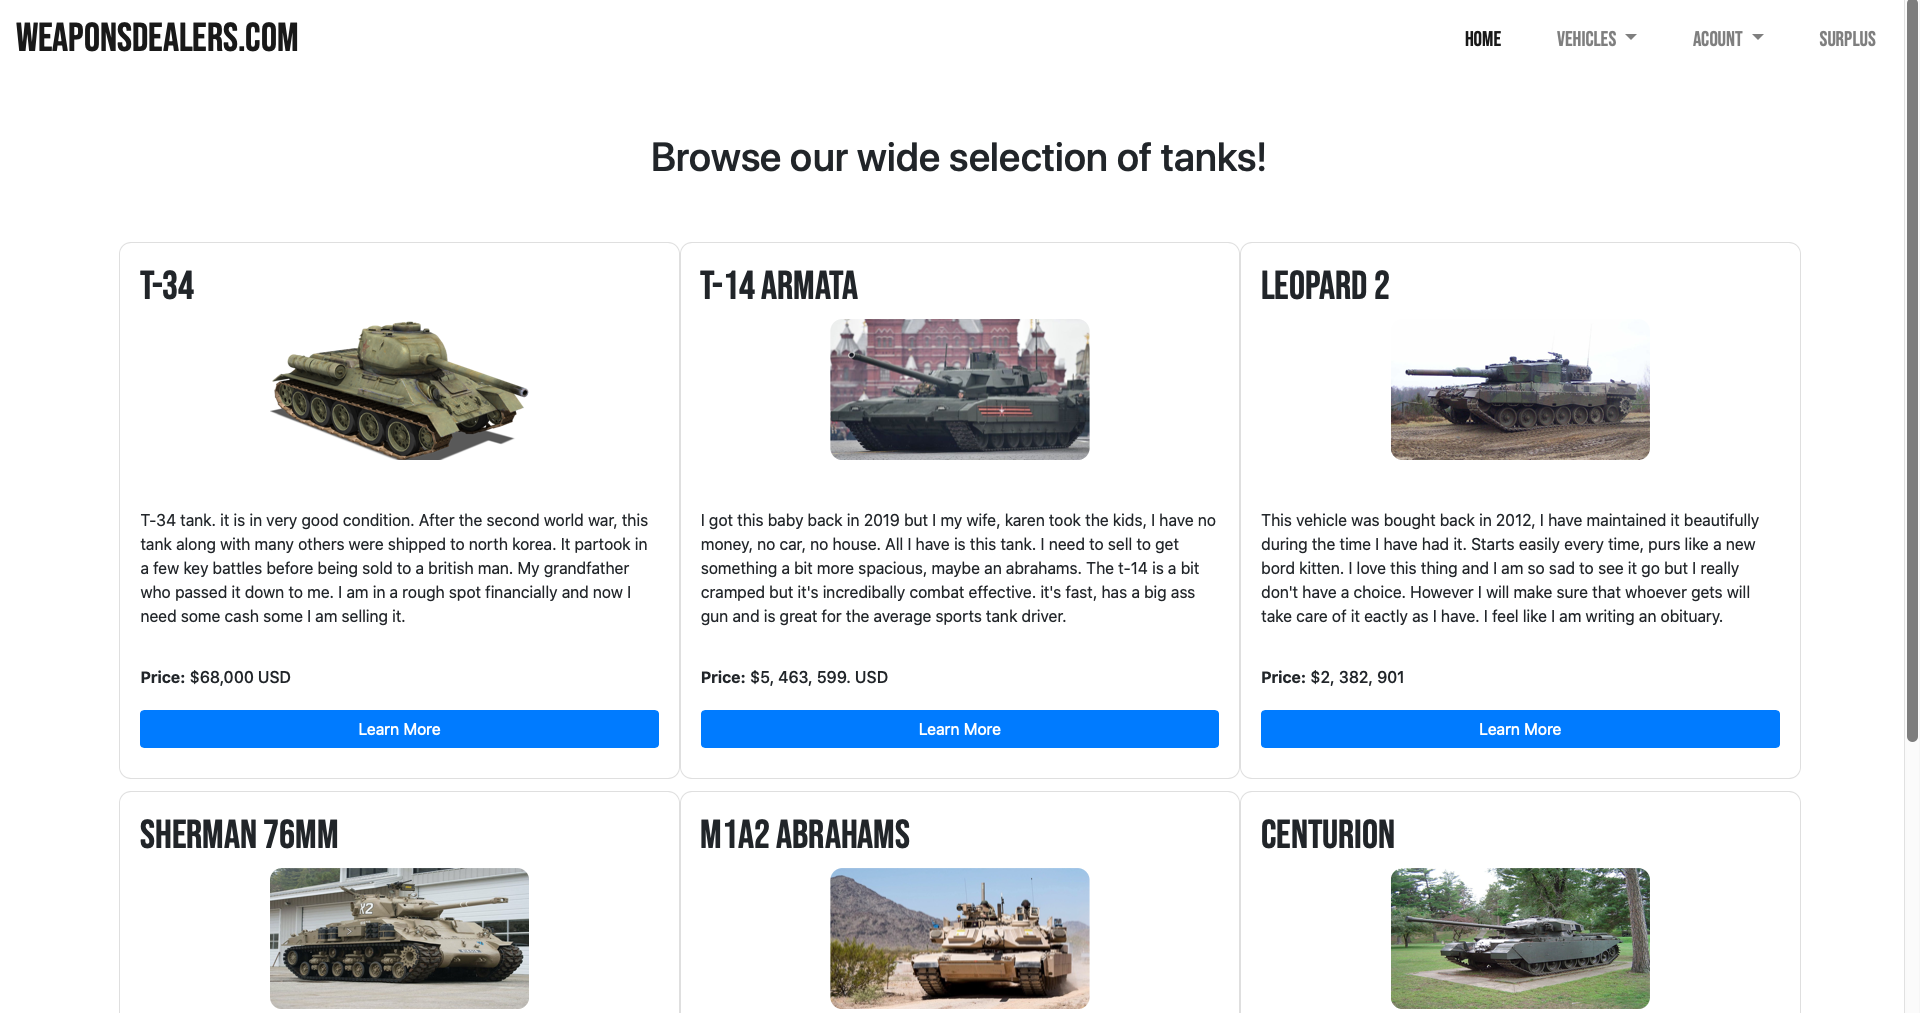 WEAPONSDEALERS.COM
HOME
VEHICLES
ACOUNT
SURPLUS
Browse our wide selection of tanks!
T-34
T-34 tank. it is in very good condition. After the second world war, this
tank along with many others were shipped to north korea. It partook in
a few key battles before being sold to a british man. My grandfather
who passed it down to me. I am in a rough spot financially and now I
need some cash some I am selling it.
Price: $68,000 USD
Learn More
T-14 ARMATA
I got this baby back in 2019 but I my wife, karen took the kids, I have no
money, no car, no house. All I have is this tank. I need to sell to get
something a bit more spacious, maybe an abrahams. The t-14 is a bit
cramped but it's incredibally combat effective. it's fast, has a big ass
gun and is great for the average sports tank driver.
Price: $5, 463, 599. USD
Learn More
LEOPARD 2
This vehicle was bought back in 2012, I have maintained it beautifully
during the time I have had it. Starts easily every time, purs like a new
bord kitten. I love this thing and I am so sad to see it go but I really
don't have a choice. However I will make sure that whoever gets will
take care of it eactly as I have. I feel like I am writing an obituary.
Price: $2, 382, 901
Learn More
SHERMAN 76MM
X2
M1A2 ABRAHAMS
CENTURION